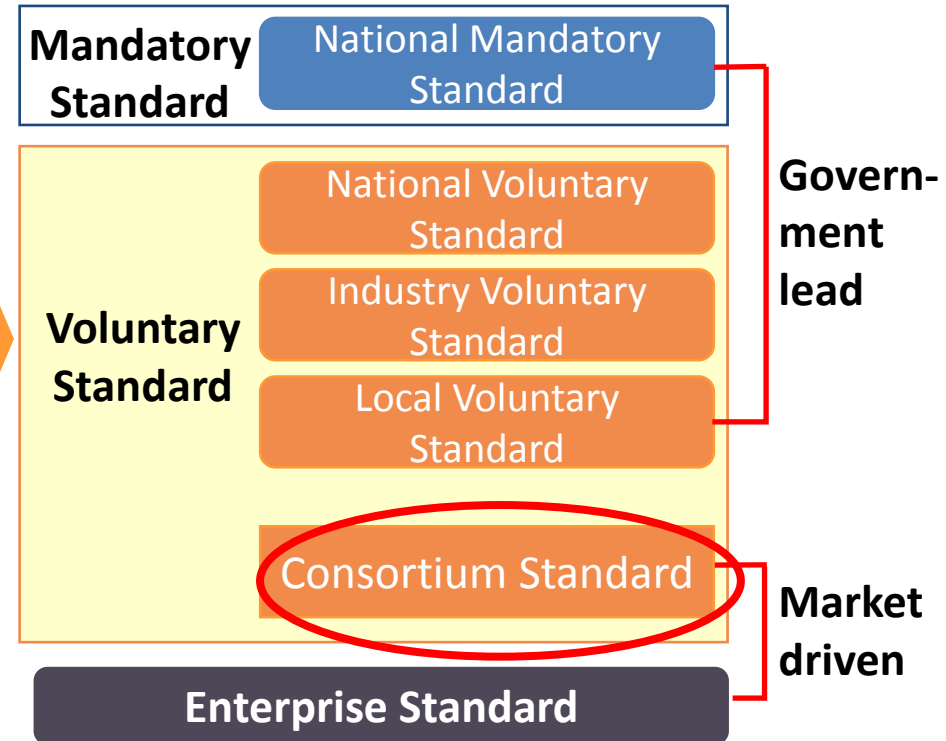 Mandatory
Standard
National Mandatory
Standard
National Voluntary
Standard
Industry Voluntary
Standard
Local Voluntary
Standard
Voluntary
Standard
Consortium Standard
Enterprise Standard
Govern-
ment
lead
Market
driven